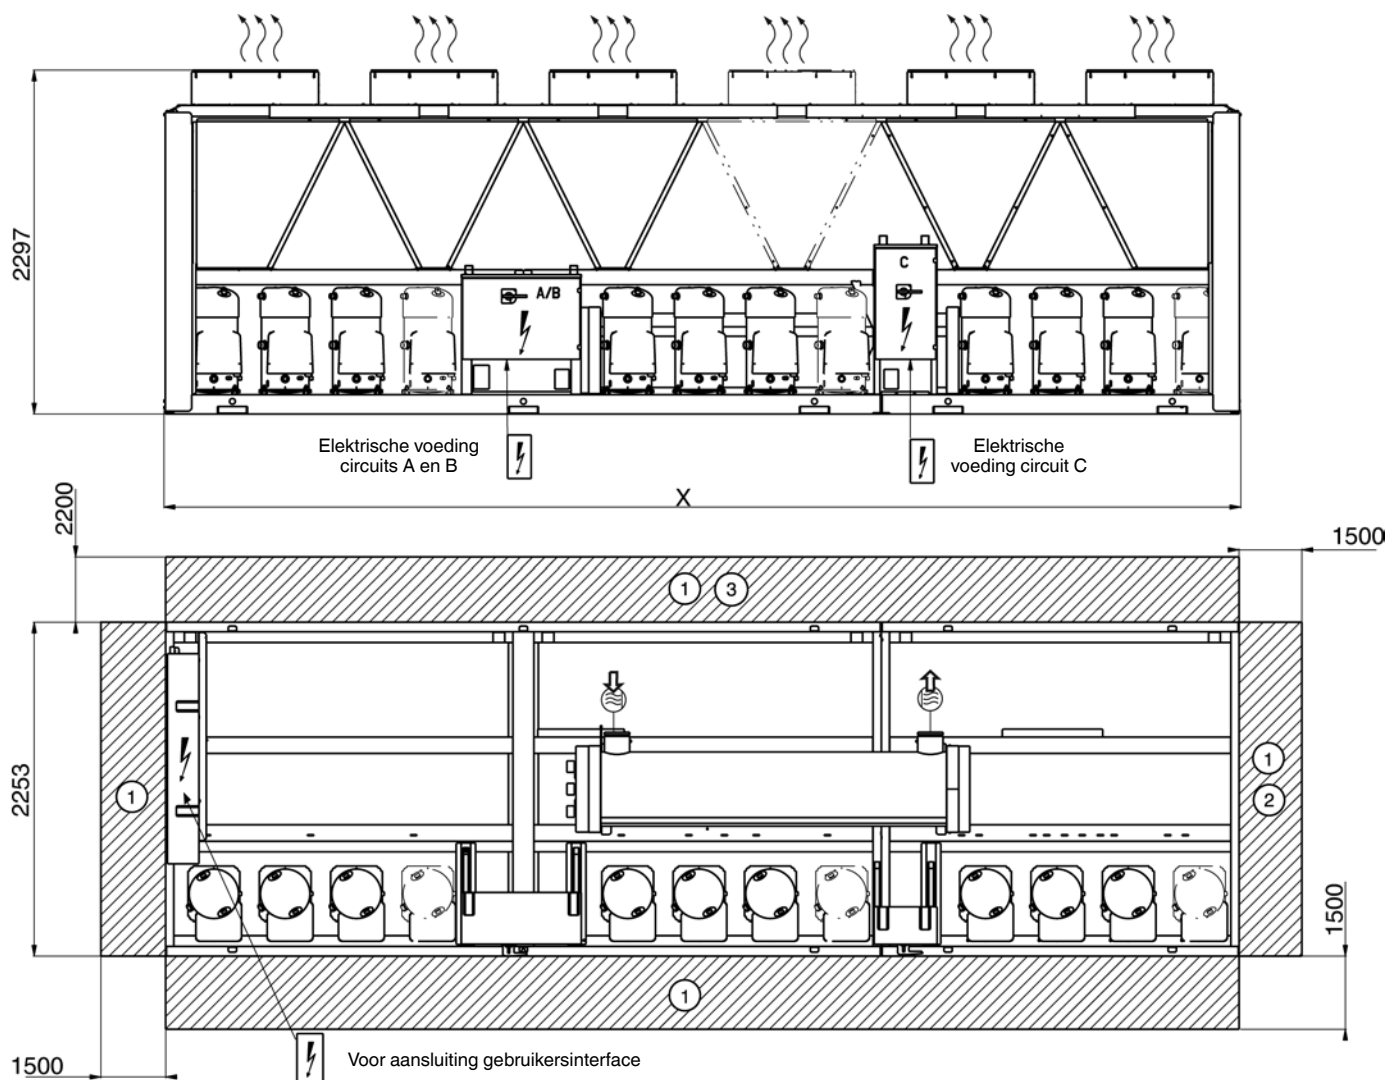 2297
A/B
C
Elektrische voeding
circuits A en B
Elektrische
voeding circuit C
X
2200
1500
1 3
2253
1
1
2
1500
1
1500
Voor aansluiting gebruikersinterface